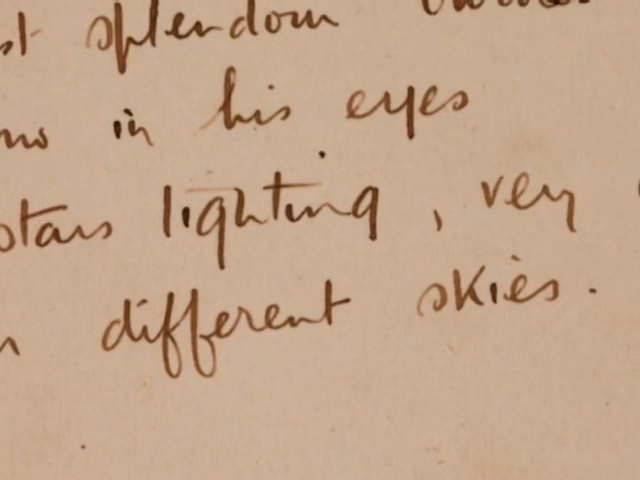 splendour
in his eyes
stars lighting, very
different skies.